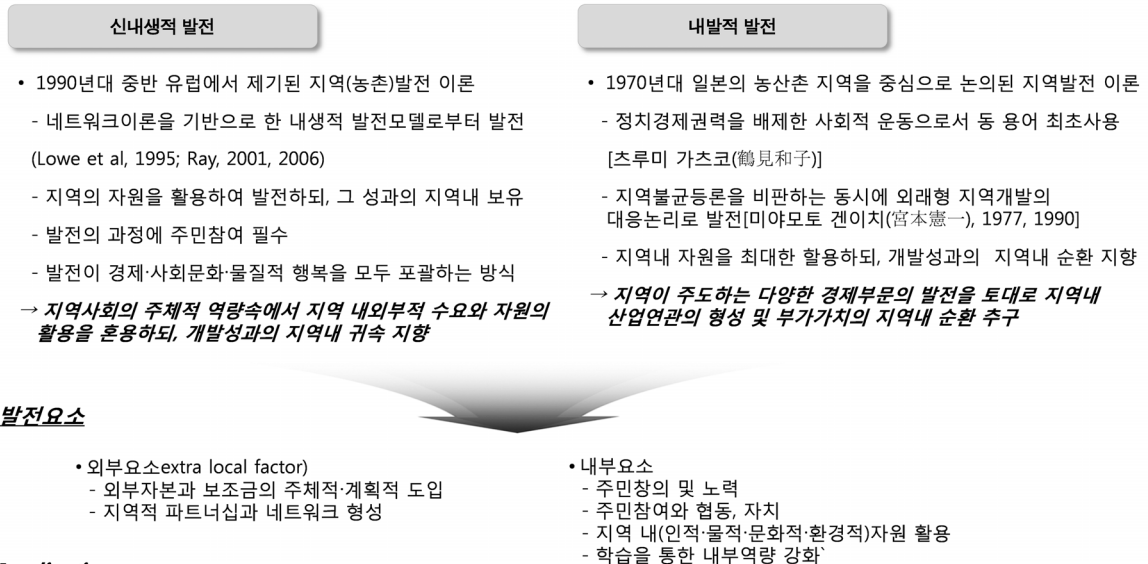 신내생적 발전
• 1990년대 중반 유럽에서 제기된 지역(농촌)발전 이론
- 네트워크이론을 기반으로 한 내생적 발전모델로부터 발전
(Lowe et al, 1995; Ray, 2001, 2006)
- 지역의 자원을 활용하여 발전하되, 그 성과의 지역내 보유
- 발전의 과정에 주민참여 필수
- 발전이 경제·사회문화·물질적 행복을 모두 포괄하는 방식
→ 지역사회의 주체적 역량속에서 지역 내외부적 수요와 자원의
활용을 혼용하되, 개발성과의 지역내 귀속 지향
내발적 발전
• 1970년대 일본의 농산촌 지역을 중심으로 논의된 지역발전 이론
- 정치경제권력을 배제한 사회적 운동으로서 동 용어 최초사용
[츠루미 가츠코(鶴見和子)]
- 지역불균등론을 비판하는 동시에 외래형 지역개발의
대응논리로 발전[미야모토 겐이치(宮本憲一), 1977, 1990]
- 지역내 자원을 최대한 할용하되, 개발성과의 지역내 순환 지향
→ 지역이 주도하는 다양한 경제부문의 발전을 토대로 지역내
산업연관의 형성 및 부가가치의 지역내 순환 추구
발전요소
• 외부요소extra local factor)
- 외부자본과 보조금의 주체적·계획적 도입
- 지역적 파트너십과 네트워크 형성
• 내부요소
- 주민창의 및 노력
- 주민참여와 협동, 자치
- 지역 내(인적·물적·문화적·환경적)자원 활용
- 학습을 통한 내부역량 강화`